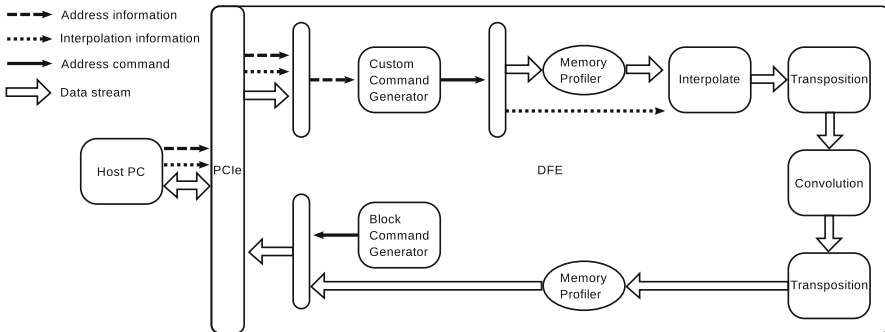 Address information
Interpolation information
Address command
Data stream
Host PC
PCIe
Custom
Command
Generator
Memory
Profiler
Interpolate
Transposition
DFE
Convolution
Block
Command
Generator
Memory
Profiler
Transposition